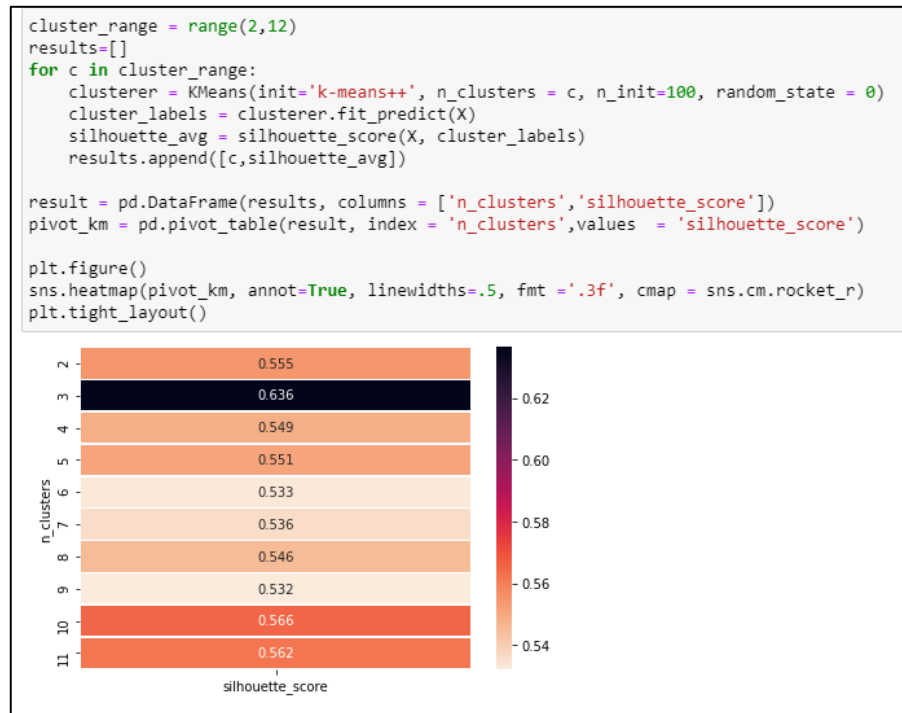 cluster_range = range(2,12)
results=[]
for c in cluster_range:
    clusterer = KMeans(init='k-means++', n_clusters = c, n_init=100, random_state = 0)
    cluster_labels = clusterer.fit_predict(X)
    silhouette_avg = silhouette_score(X, cluster_labels)
    results.append([c,silhouette_avg])

result = pd.DataFrame(results, columns = ['n_clusters','silhouette_score'])
pivot_km = pd.pivot_table(result, index = 'n_clusters',values  = 'silhouette_score')

plt.figure()
sns.heatmap(pivot_km, annot=True, linewidths=.5, fmt ='.3f', cmap = sns.cm.rocket_r)
plt.tight_layout()
n_clusters
2 0.555
3 0.636
4 0.549
5 0.551
6 0.533
7 0.536
8 0.546
9 0.532
10 0.566
11 0.562
silhouette_score
0.62
0.60
0.58
0.56
0.54